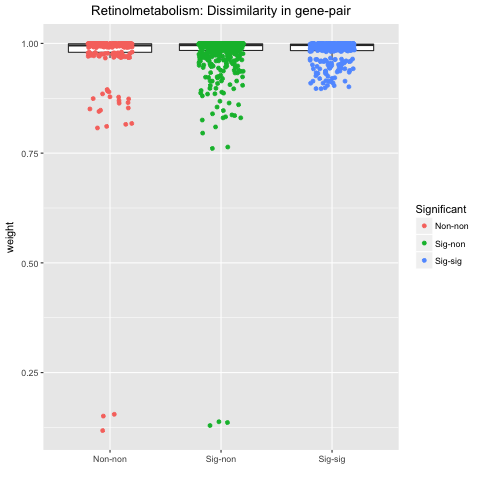 Retinolmetabolism: Dissimilarity in gene-pair
1.00
0.75
0.50
0.25
weight
Non-non
Sig-non
Sig-sig
Significant
Non-non
Sig-non
Sig-sig